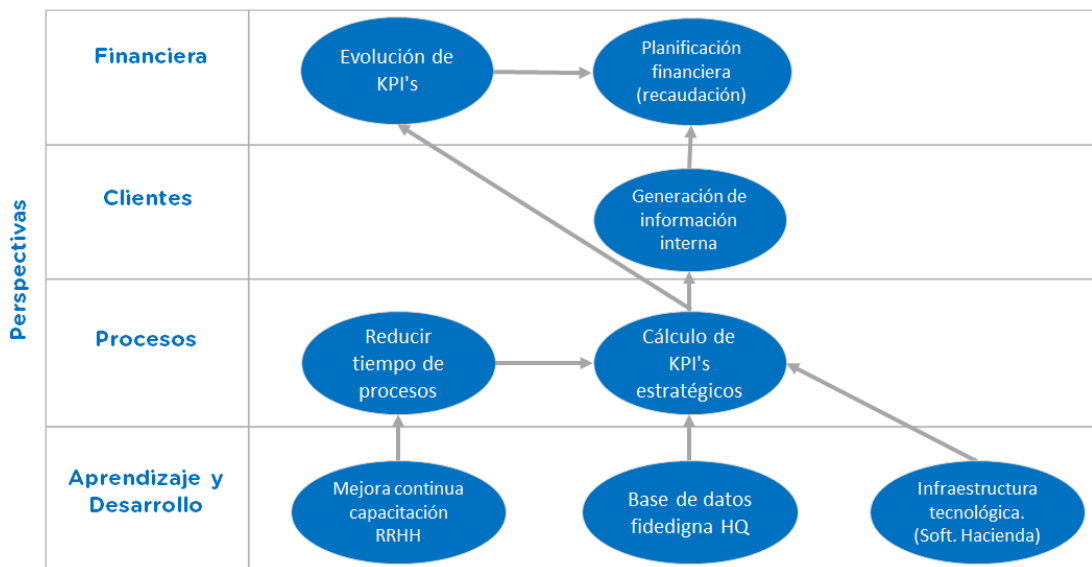 Perspectivas
Financiera
Evolución de
KPI's
Planificación
financiera
(recaudación)
Clientes
Generación de
información
interna
Procesos
Reducir
tiempo de
procesos
Cálculo de
KPI's
estratégicos
Aprendizaje y
Desarrollo
Mejora continua
capacitación
RRHH
Base de datos
fidedigna HQ
Infraestructura
tecnológica.
(Soft. Hacienda)